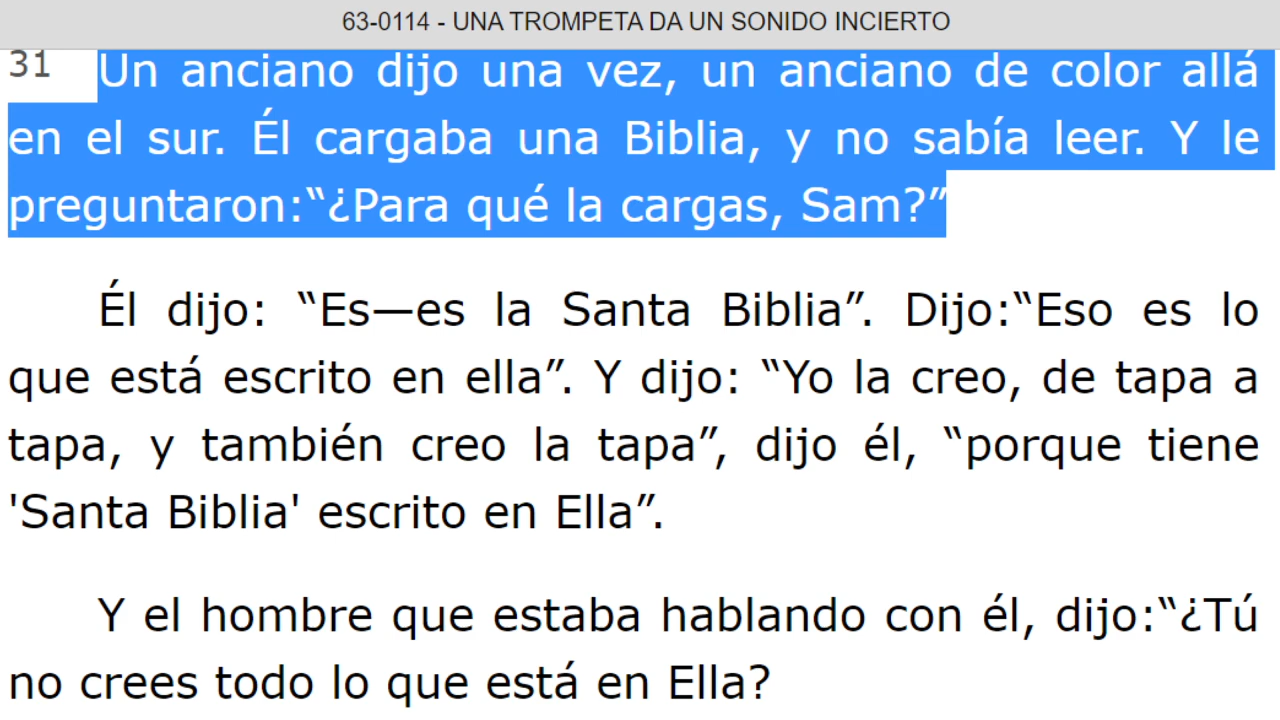 63-0114 - UNA TROMPETA DA UN SONIDO INCIERTO
31 Un anciano dijo una vez, un anciano de color allá
en el sur. Él cargaba una Biblia, y no sabía leer. Y le
preguntaron:“¿Para qué la cargas, Sam?”
Él dijo: “Es—es la Santa Biblia”. Dijo:“Eso es lo
que está escrito en ella”. Y dijo: “Yo la creo, de tapa a
tapa, y también creo la tapa”, dijo él, “porque tiene
'Santa Biblia' escrito en Ella”.
Y el hombre que estaba hablando con él, dijo:“¿Tú
no crees todo lo que está en Ella?